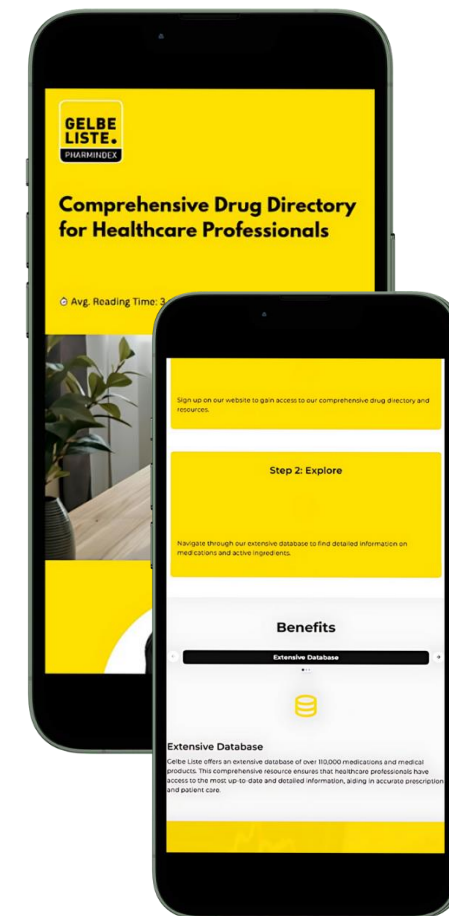 GELBE
LISTE.
PHARMINDEX
Comprehensive Drug Directory
for Healthcare Professionals
Avg. Reading Time: 3
Sign up on our website to gain access to our comprehensive drug directory and
resources.
Step 2: Explore
Navigate through our extensive database to find detailed information on
medications and active ingredients.
Benefits
Extensive Database
Extensive Database
Gelbe Liste offers an extensive database of over 110,000 medications and medical
products. This comprehensive resource ensures that healthcare professionals have
access to the most up-to-date and detailed information, aiding in accurate prescription
and patient care.